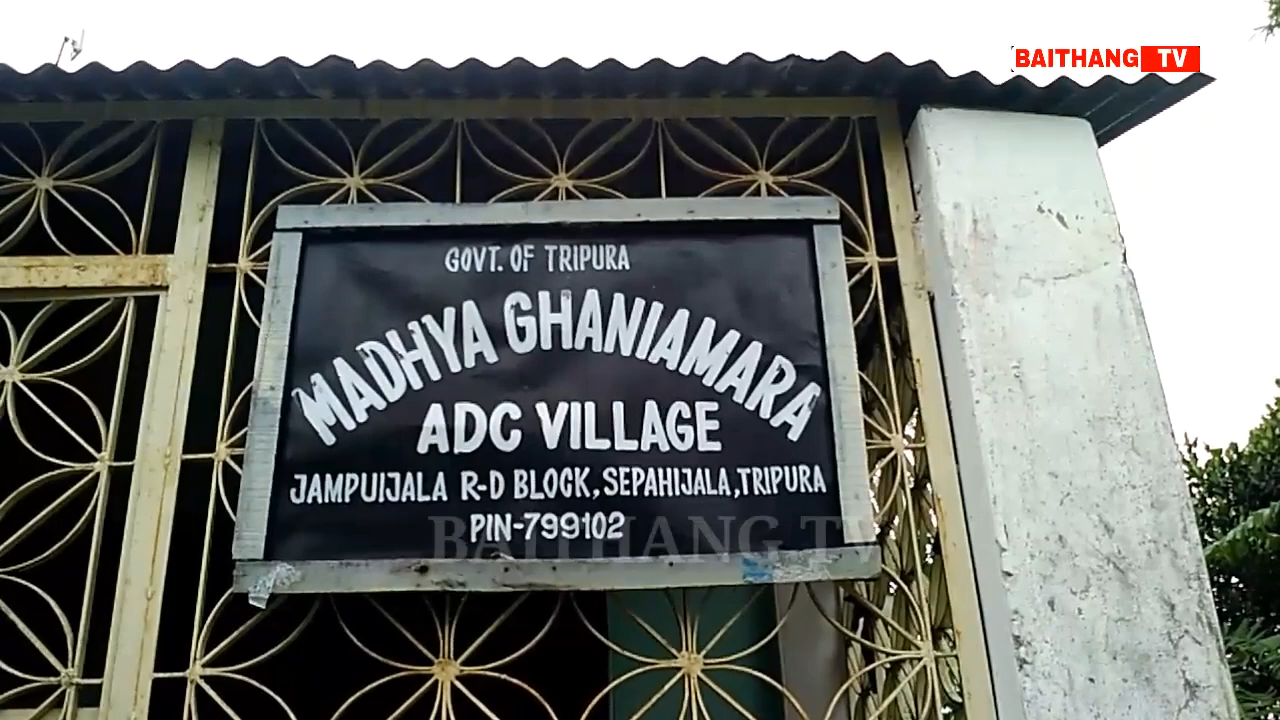 BAITHANG TV
GOVT. OF TRIPURA
MADHYA GHANIAMARA
ADC VILLAGE
JAMPUIJALA R-D BLOCK, SEPAHIJALA, TRIPURA
PIN-799102
BAITHANG TV